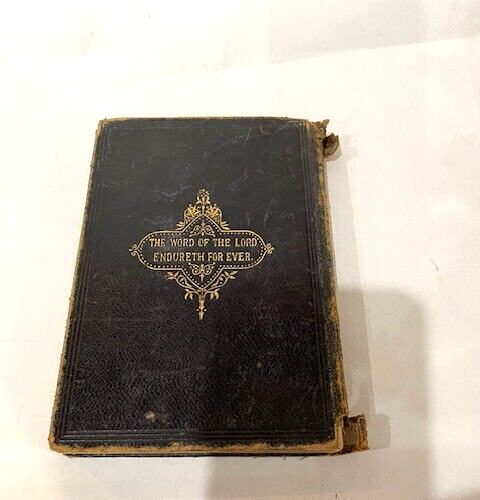 THE WORD OF THE LORD
ENDURETH FOR EVER.